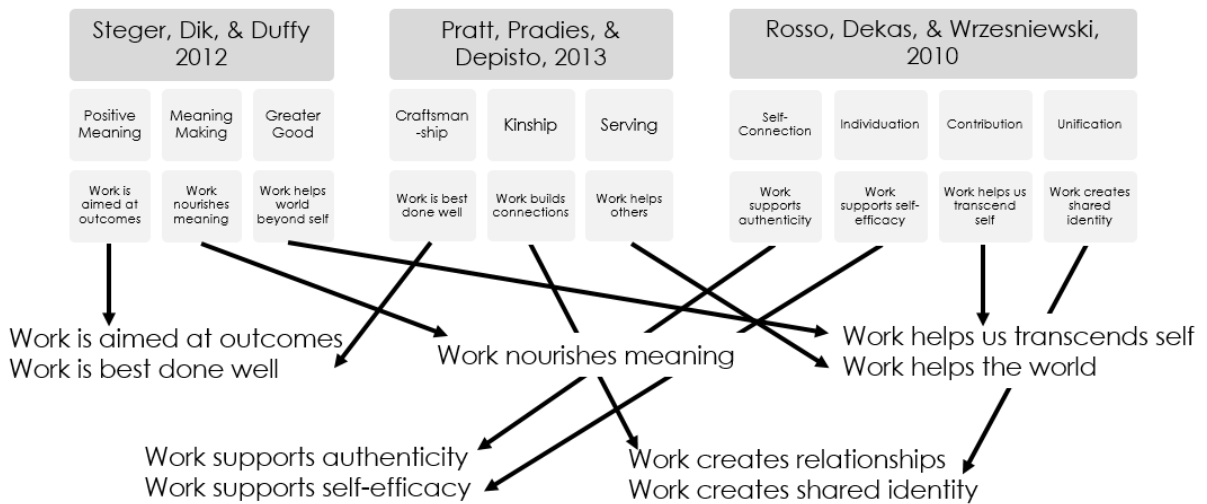 Steger, Dik, & Duffy
2012
Pratt, Pradies, &
Depisto, 2013
Rosso, Dekas, & Wrzesniewski,
2010
Positive
Meaning
Meaning
Making
Greater
Good
Craftsman
-ship
Kinship
Serving
Self-
Connection
Individuation
Contribution
Unification
Work is
aimed at
outcomes
Work
nourishes
meaning
Work helps
world
beyond self
Work is best
done well
Work builds
connections
Work helps
others
Work
supports
authenticity
Work
supports self-
efficacy
Work helps us
transcend
self
Work creates
shared
identity
Work is aimed at outcomes
Work is best done well
Work nourishes meaning
Work helps us transcends self
Work helps the world
Work supports authenticity
Work supports self-efficacy
Work creates relationships
Work creates shared identity